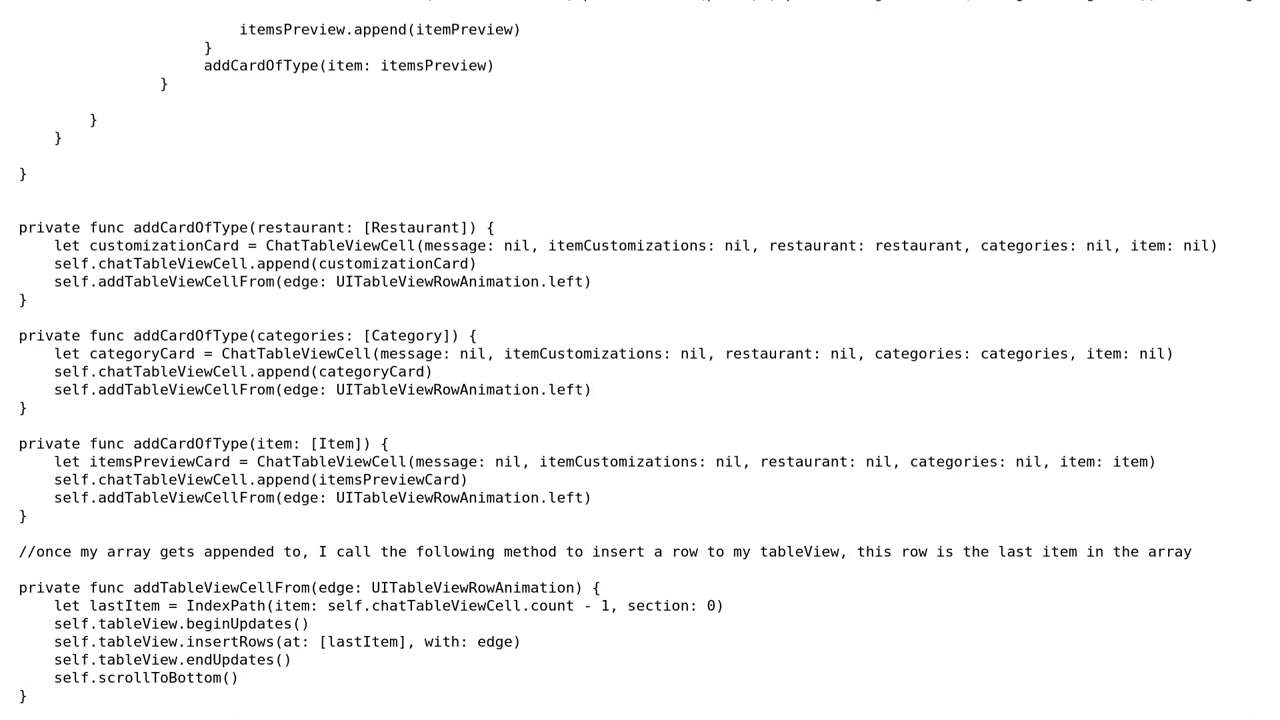 itemsPreview.append(itemPreview)
}
addCardOfType(item: itemsPreview)
}
}
}
}
private func addCardOfType(restaurant: [Restaurant]) {
let customizationCard = ChatTableViewCell(message: nil, itemCustomizations: nil, restaurant: restaurant, categories: nil, item: nil)
self.chatTableViewCell.append(customizationCard)
self.addTableViewCellFrom(edge: UITableViewRowAnimation.left)
}
private func addCardOfType(categories: [Category]) {
let categoryCard = ChatTableViewCell(message: nil, itemCustomizations: nil, restaurant: nil, categories: categories, item: nil)
self.chatTableViewCell.append(categoryCard)
self.addTableViewCellFrom(edge: UITableViewRowAnimation.left)
}
private func addCardOfType(item: [Item]) {
let itemsPreviewCard = ChatTableViewCell(message: nil, itemCustomizations: nil, restaurant: nil, categories: nil, item: item)
self.chatTableViewCell.append(itemsPreviewCard)
self.addTableViewCellFrom(edge: UITableViewRowAnimation.left)
}
//once my array gets appended to, I call the following method to insert a row to my tableView, this row is the last item in the array
private func addTableViewCellFrom(edge: UITableViewRowAnimation) {
let lastItem = IndexPath(item: self.chatTableViewCell.count - 1, section: 0)
self.tableView.beginUpdates()
self.tableView.insertRows(at: [lastItem], with: edge)
self.tableView.endUpdates()
self.scrollToBottom()
}